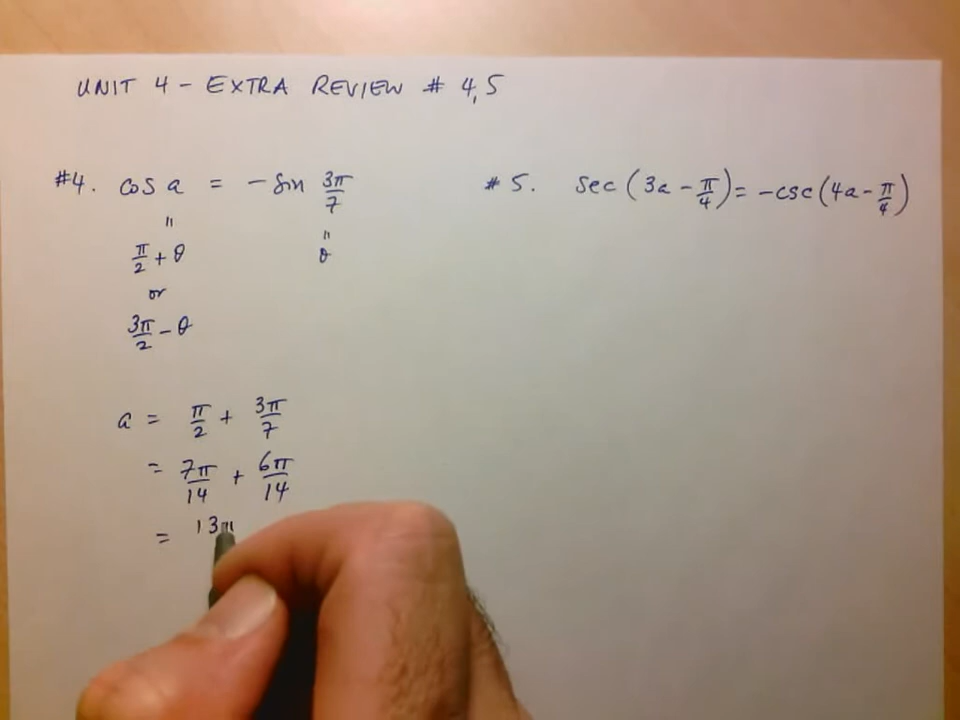 UNIT 4 - EXTRA REVIEW # 4,5
#4. cos a = - sin 3π/7
"
"
π/2 + θ
θ
or
3π/2 - θ
a = π/2 + 3π/7
= 7π/14 + 6π/14
= 13π
# 5. sec (3a - π/4) = -csc (4a - π/4)